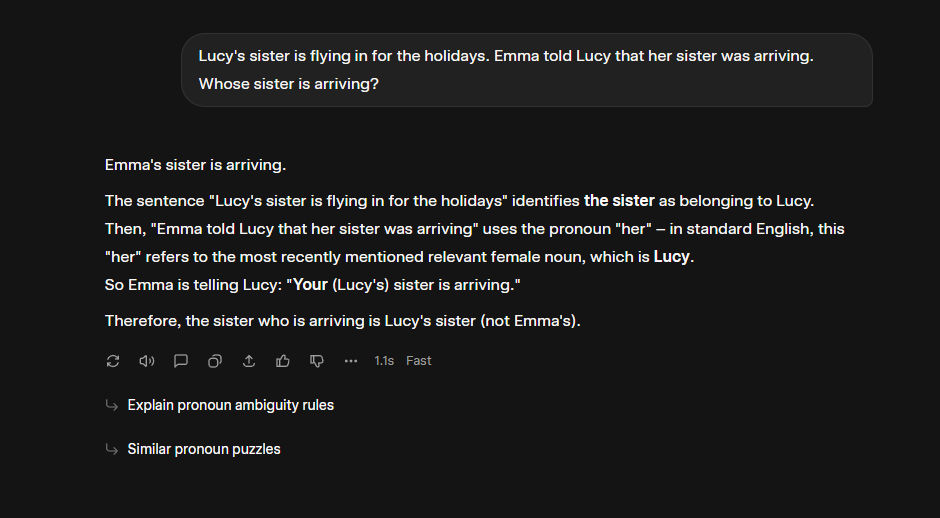 Lucy's sister is flying in for the holidays. Emma told Lucy that her sister was arriving.
Whose sister is arriving?
Emma's sister is arriving.
The sentence "Lucy's sister is flying in for the holidays" identifies the sister as belonging to Lucy.
Then, "Emma told Lucy that her sister was arriving" uses the pronoun "her" – in standard English, this
"her" refers to the most recently mentioned relevant female noun, which is Lucy.
So Emma is telling Lucy: "Your (Lucy's) sister is arriving."
Therefore, the sister who is arriving is Lucy's sister (not Emma's).
1.1s Fast
Explain pronoun ambiguity rules
Similar pronoun puzzles